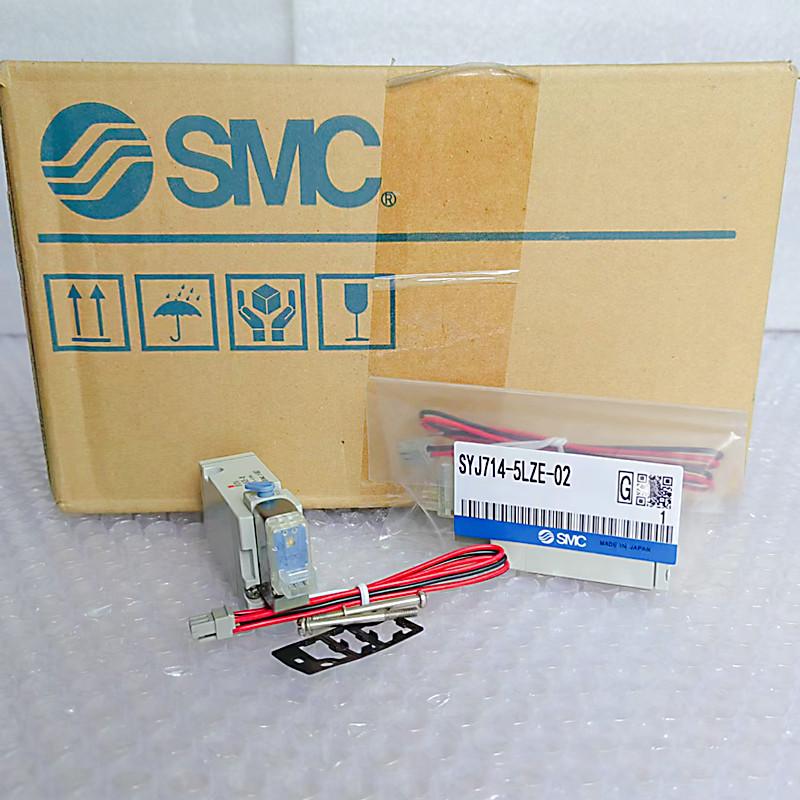 SMC®
SYJ714-5LZE-02
G
1
SMC
MADE IN JAPAN